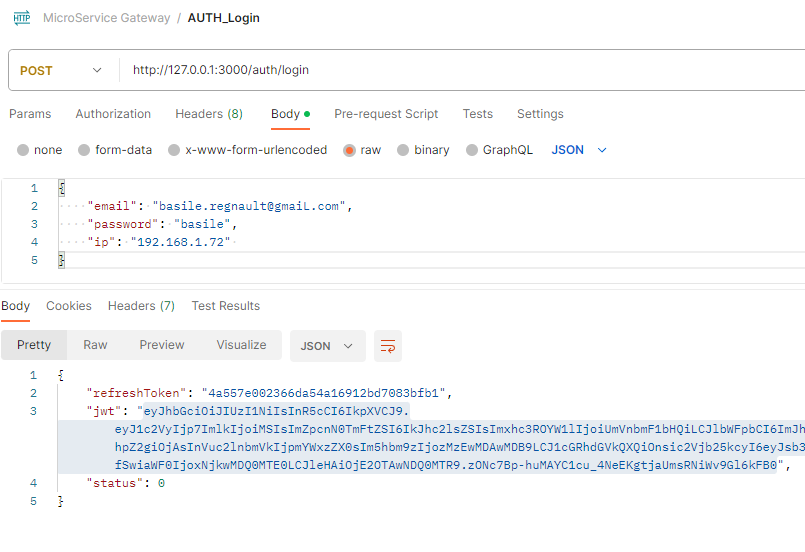 HTTP MicroService Gateway / AUTH_Login
POST http://127.0.0.1:3000/auth/login
Params Authorization Headers (8) Body Pre-request Script Tests Settings
none form-data x-www-form-urlencoded raw binary GraphQL JSON
1 {
2 "email": "basile.regnault@gmaiL.com",
3 "password": "basile",
4 "ip": "192.168.1.72"
5 }
Body Cookies Headers (7) Test Results
Pretty Raw Preview Visualize JSON
1 {
2 "refreshToken": "4a557e002366da54a16912bd7083bfb1",
3 "jwt": "eyJhbGciOiJIUzI1NiIsInR5cCI6IkpXVCJ9.
eyJ1c2VyIjp7ImlkIjoiMSIsImZpcnN0TmFtZSI6IkJhc2lsZSIsImxhc3ROYW1lIjoiUmVnbmF1bHQiLCJlbWFpbCI6ImJh
hpZ2giOjAsInVuc2lnbmVkIjpmYWxzZX0sIm5hbm9zIjozMzEwMDAwMDB9LCJ1cGRhdGVkQXQiOnsic2Vjb25kcyI6eyJsb3
fSwiaWF0IjoxNjkwMDQ0MTE0LCJleHAiOjE2OTAwNDQ0MTR9.zONc7Bp-huMAYC1cu_4NeEKgtjaUmsRNiWv9Gl6kFB0",
4 "status": 0
5 }